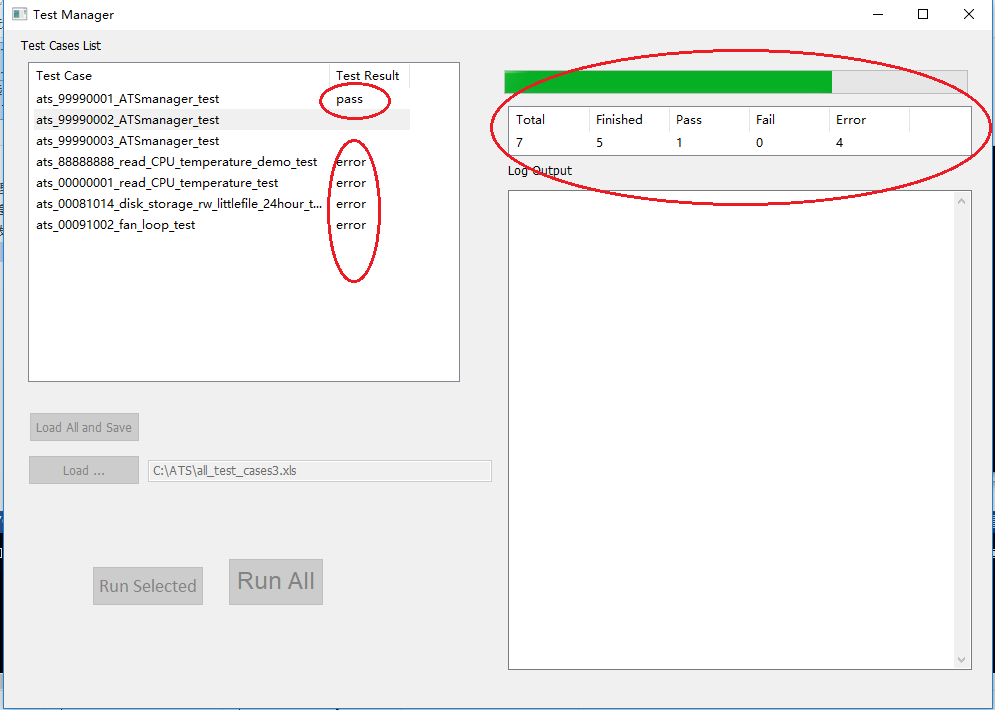 Test Manager
Test Cases List
Test Case Test Result
ats_99990001_ATSmanager_test pass
ats_99990002_ATSmanager_test
ats_99990003_ATSmanager_test
ats_88888888_read_CPU_temperature_demo_test error
ats_00000001_read_CPU_temperature_test error
ats_00081014_disk_storage_rw_littlefile_24hour_t... error
ats_00091002_fan_loop_test error
Load All and Save
Load ... C:\ATS\all_test_cases3.xls
Run Selected Run All
Total Finished Pass Fail Error
7 5 1 0 4
Log Output